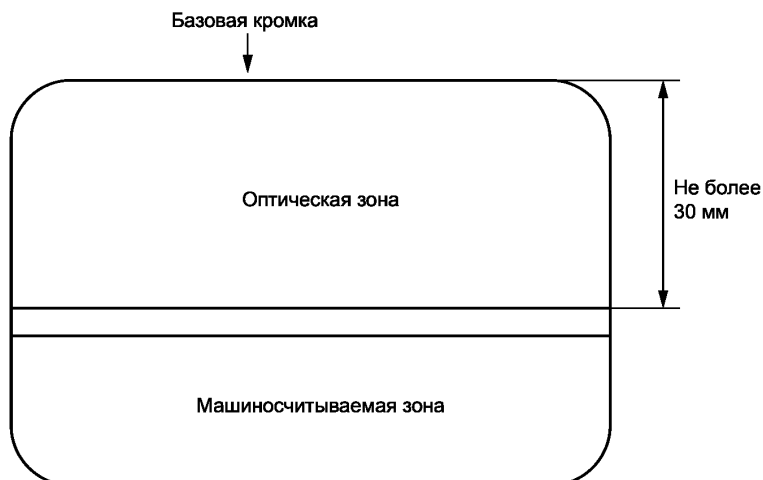 Базовая кромка
Оптическая зона
Не более
30 мм
Машиносчитываемая зона